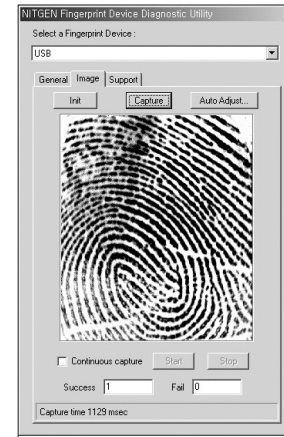 NITGEN Fingerprint Device Diagnostic Utility
Select a Fingerprint Device :
USB
General Image Support
Init Capture Auto Adjust...
Continuous capture Start Stop
Success 1 Fail 0
Capture time 1129 msec